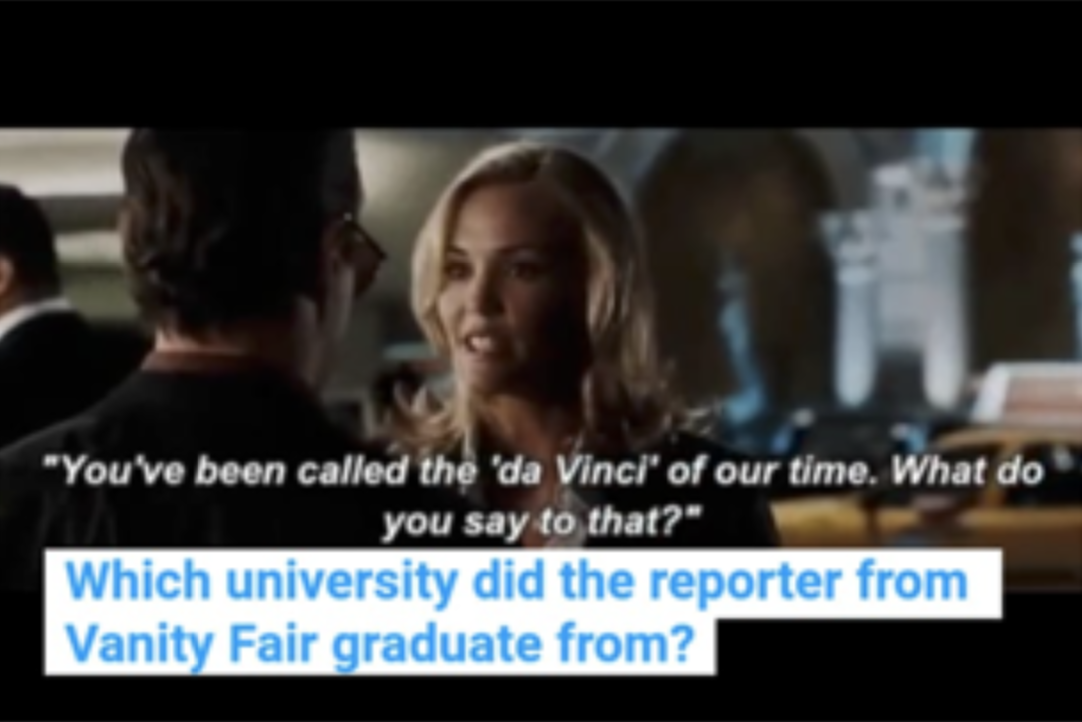 "You've been called the 'da Vinci' of our time. What do
you say to that?"
Which university did the reporter from
Vanity Fair graduate from?